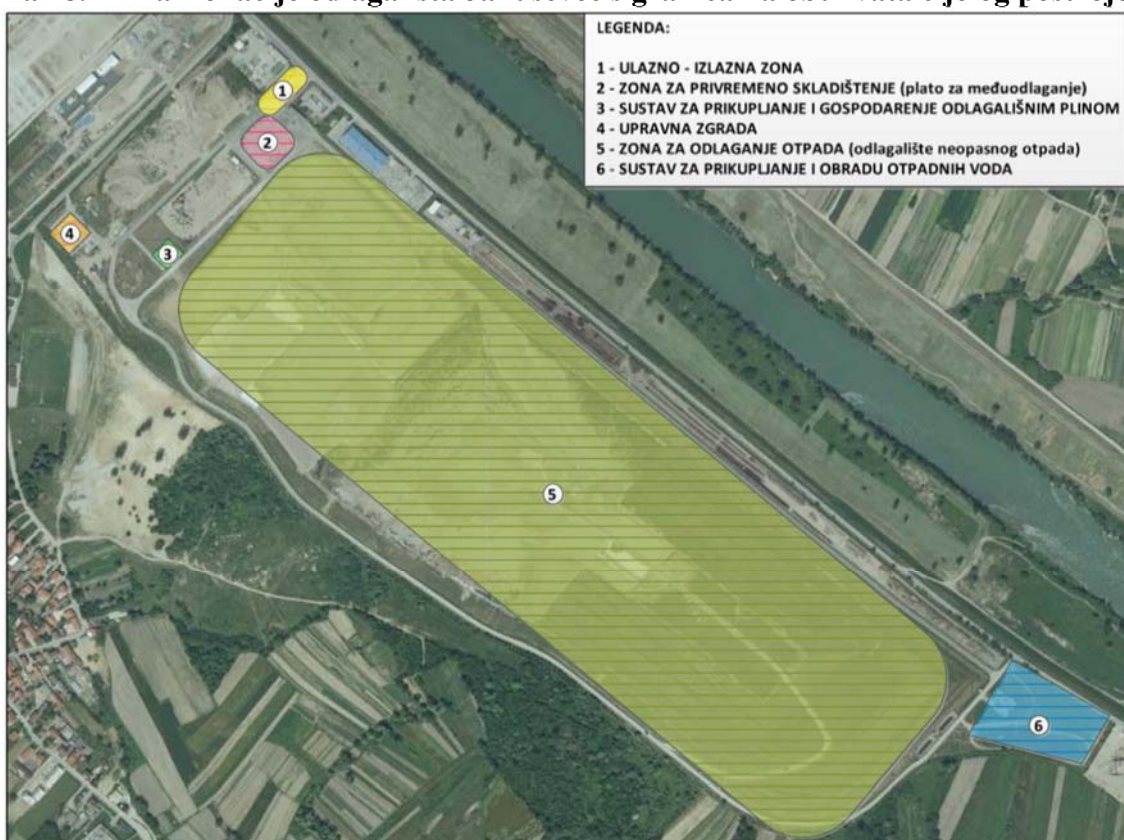 LEGENDA:
1 - ULAZNO - IZLAZNA ZONA
2 - ZONA ZA PRIVREMENO SKLADIŠTENJE (plato za međuodlaganje)
3 - SUSTAV ZA PRIKUPLJANJE I GOSPODARENJE ODLAGALIŠNIM PLINOM
4 - UPRAVNA ZGRADA
5 - ZONA ZA ODLAGANJE OTPADA (odlagalište neopasnog otpada)
6 - SUSTAV ZA PRIKUPLJANJE I OBRADU OTPADNIH VODA
1
2
4
3
5
6